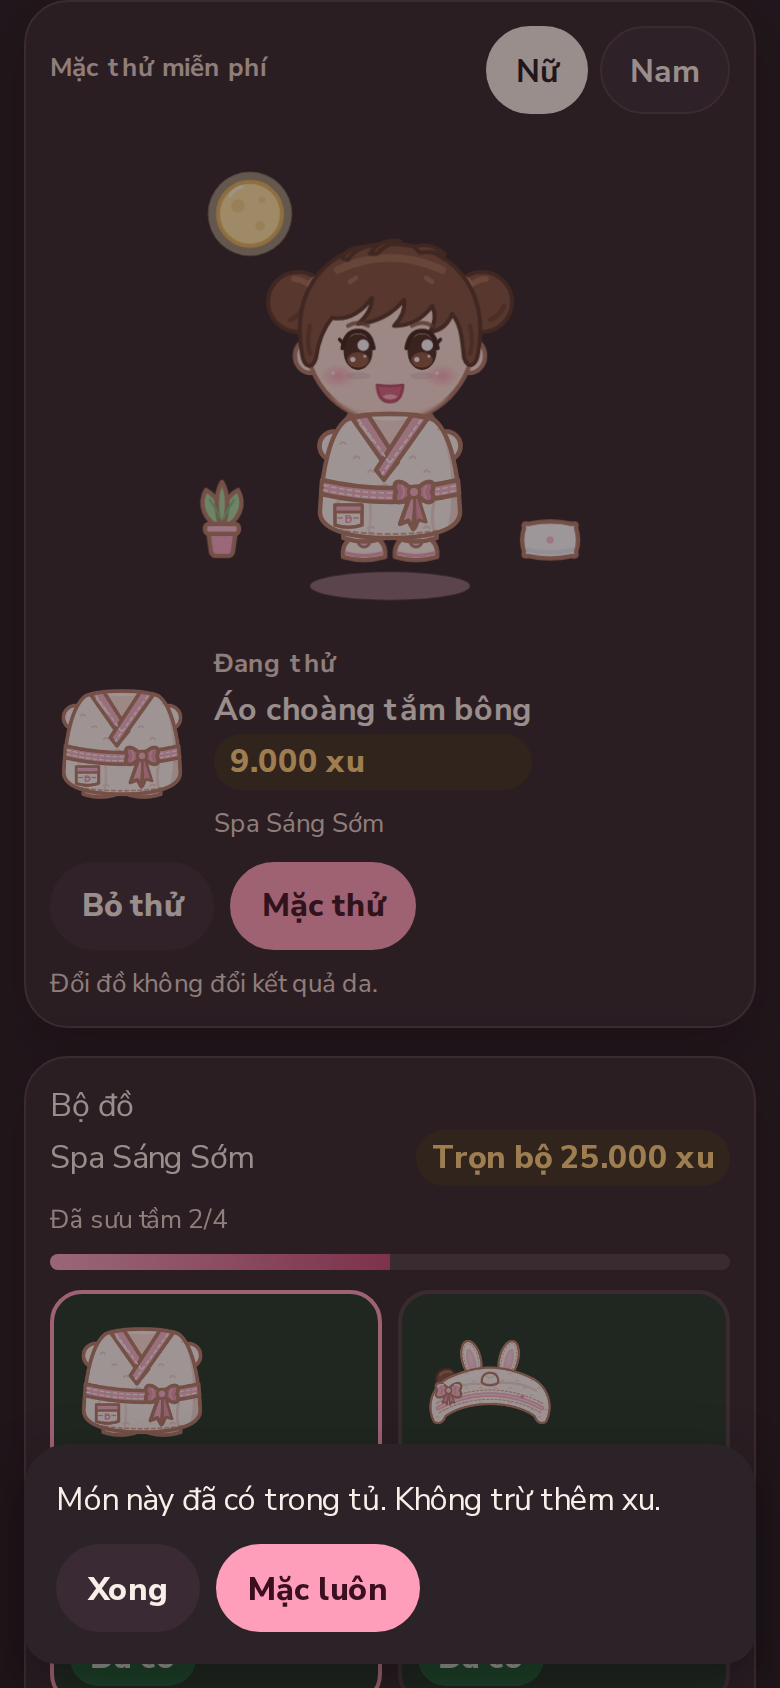 Mặc thử miễn phí
Nữ
Nam
Đang thử
Áo choàng tắm bông
9.000 xu
Spa Sáng Sớm
Bỏ thử
Mặc thử
Đổi đồ không đổi kết quả da.
Bộ đồ
Spa Sáng Sớm
Trọn bộ 25.000 xu
Đã sưu tầm 2/4
Món này đã có trong tủ. Không trừ thêm xu.
Xong
Mặc luôn